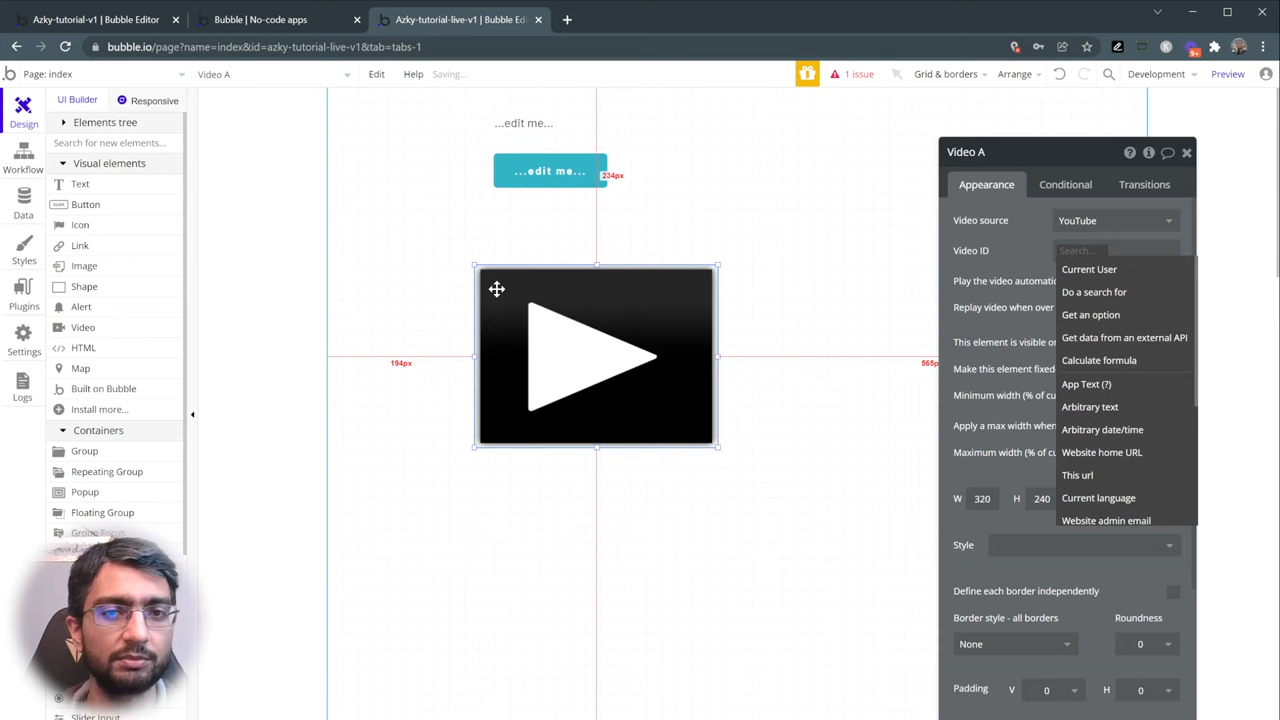 Azky-tutorial-v1 | Bubble Editor
Bubble | No-code apps
Azky-tutorial-live-v1 | Bubble Ed
bubble.io/page?name=index&id=azky-tutorial-live-v1&tab=tabs-1
9+
Page: index
Video A
Edit
Help
Saving...
1 issue
Grid & borders
Arrange
Development
Preview
Design
Workflow
Data
Styles
Plugins
Settings
Logs
UI Builder
Responsive
Elements tree
Search for new elements...
Visual elements
Text
CLICK
Button
Icon
Link
Image
Shape
Alert
Video
HTML
Map
Built on Bubble
Install more...
Containers
Group
Repeating Group
Popup
Floating Group
Group Focus
Slider Input
...edit me...
...edit me...
234px
194px
565p
Video A
Appearance
Conditional
Transitions
Video source
YouTube
Video ID
Search...
Play the video automa
Replay video when over
This element is visible o
Make this element fixed
Minimum width (% of cu
Apply a max width when
Maximum width (% of cu
Current User
Do a search for
Get an option
Get data from an external API
Calculate formula
App Text (?)
Arbitrary text
Arbitrary date/time
Website home URL
This url
Current language
Website admin email
W 320 H 240
Style
Define each border independently
Border style - all borders
Roundness
None
0
Padding V 0 H 0